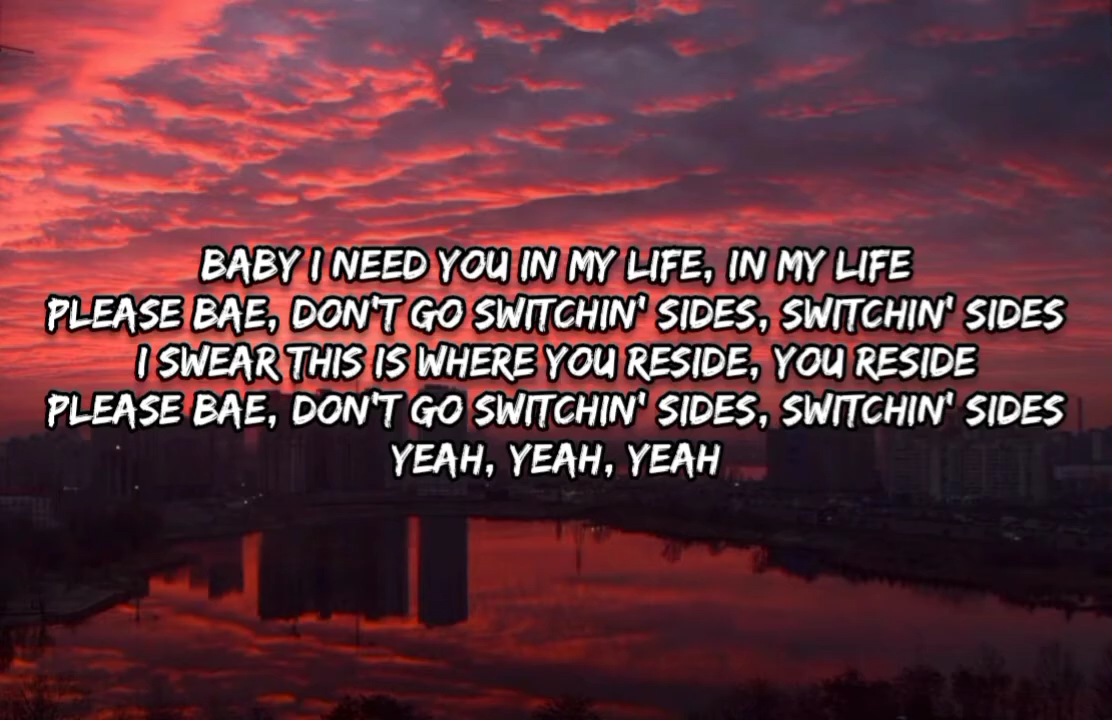 BABY I NEED YOU IN MY LIFE, IN MY LIFE
PLEASE BAE, DON'T GO SWITCHIN' SIDES, SWITCHIN' SIDES
I SWEAR THIS IS WHERE YOU RESIDE, YOU RESIDE
PLEASE BAE, DON'T GO SWITCHIN' SIDES, SWITCHIN' SIDES
YEAH, YEAH, YEAH